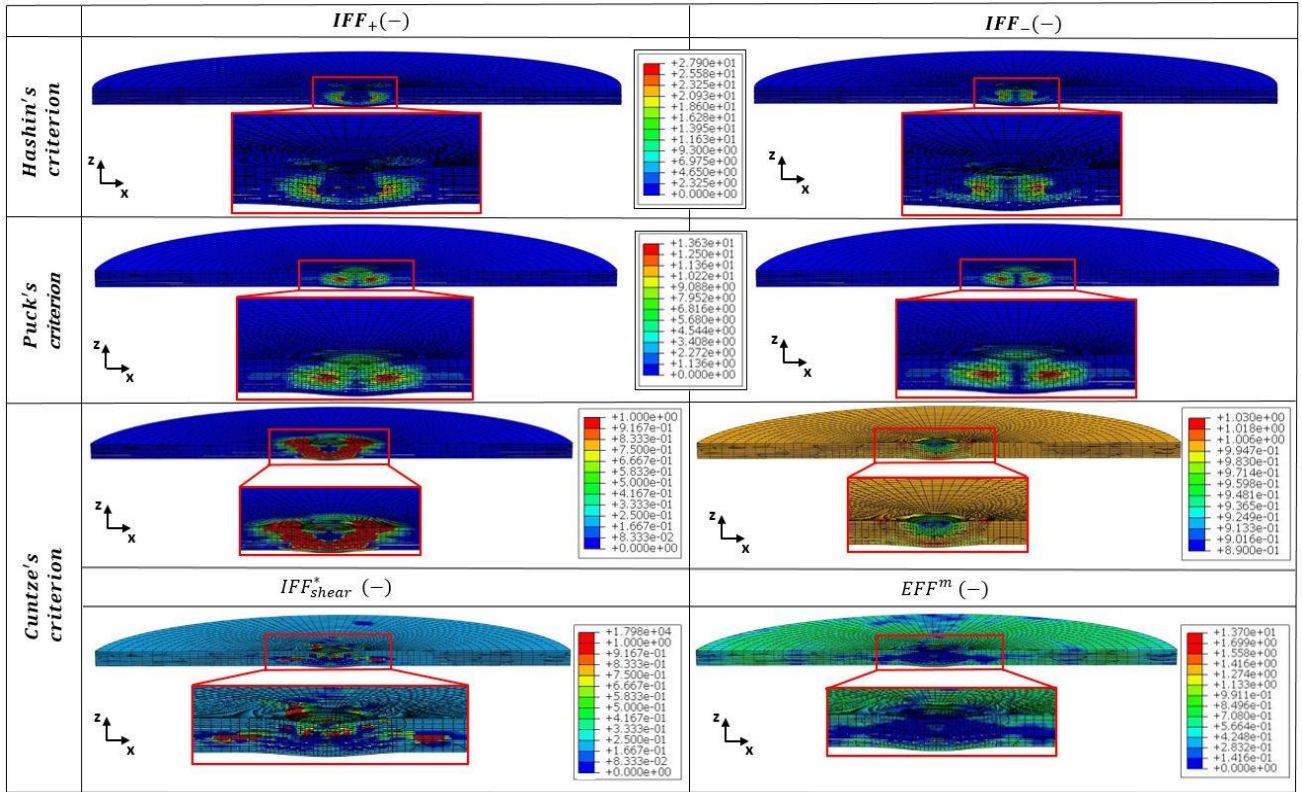 IFF₊(−)
IFF₋(−)
Hashin's
criterion
+2.790e+01
+2.558e+01
+2.325e+01
+2.093e+01
+1.860e+01
+1.628e+01
+1.395e+01
+1.163e+01
+9.300e+00
+6.975e+00
+4.650e+00
+2.325e+00
+0.000e+00
z
x
z
x
Puck's
criterion
+1.363e+01
+1.250e+01
+1.136e+01
+1.022e+01
+9.088e+00
+7.952e+00
+6.816e+00
+5.680e+00
+4.544e+00
+3.408e+00
+2.272e+00
+1.136e+00
+0.000e+00
z
x
z
x
Cuntze's
criterion
+1.000e+00
+9.167e-01
+8.333e-01
+7.500e-01
+6.667e-01
+5.833e-01
+5.000e-01
+4.167e-01
+3.333e-01
+2.500e-01
+1.667e-01
+8.333e-02
+0.000e+00
z
x
+1.030e+00
+1.018e+00
+1.006e+00
+9.947e-01
+9.830e-01
+9.714e-01
+9.598e-01
+9.481e-01
+9.365e-01
+9.249e-01
+9.133e-01
+9.016e-01
+8.900e-01
z
x
IFF*shear (−)
EFFᵐ (−)
+1.798e+04
+1.000e+00
+9.167e-01
+8.333e-01
+7.500e-01
+6.667e-01
+5.833e-01
+5.000e-01
+4.167e-01
+3.333e-01
+2.500e-01
+1.667e-01
+8.333e-02
+0.000e+00
z
x
+1.370e+01
+1.699e+00
+1.558e+00
+1.416e+00
+1.274e+00
+1.133e+00
+9.911e-01
+8.496e-01
+7.080e-01
+5.664e-01
+4.248e-01
+2.832e-01
+1.416e-01
+0.000e+00
z
x